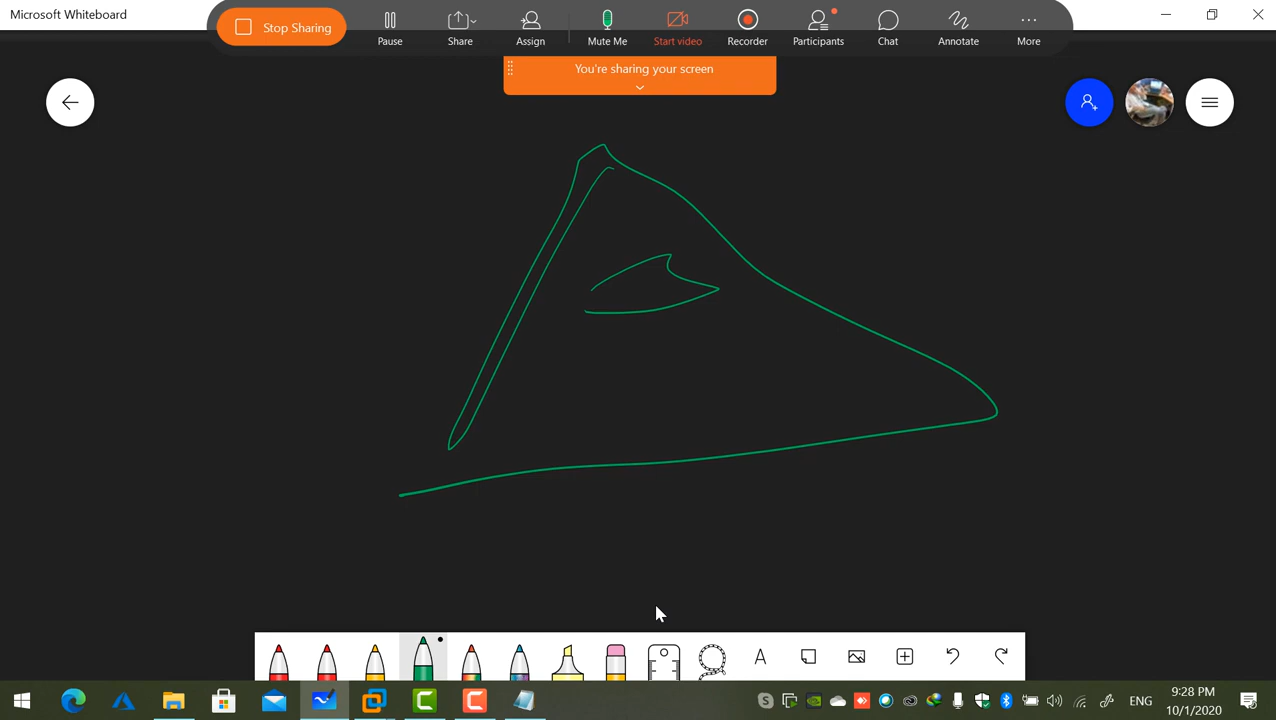 Microsoft Whiteboard
Stop Sharing
Pause
Share
Assign
Mute Me
Start video
Recorder
Participants
Chat
Annotate
More
You're sharing your screen
A
ENG
9:28 PM
10/1/2020